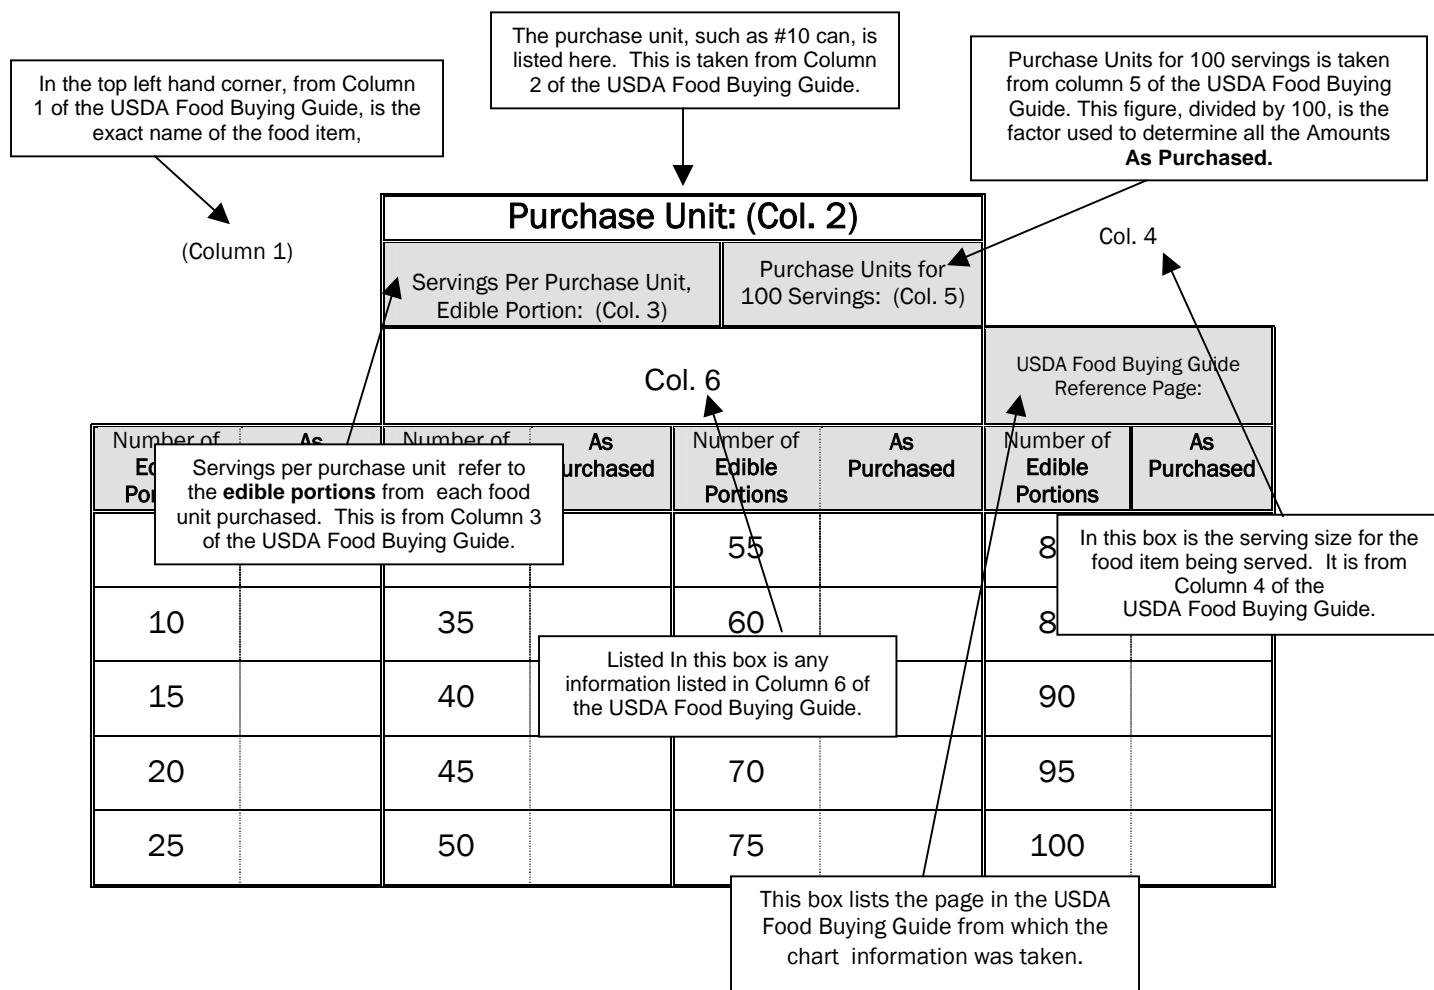 The purchase unit, such as #10 can, is
listed here. This is taken from Column
2 of the USDA Food Buying Guide.
In the top left hand corner, from Column
1 of the USDA Food Buying Guide, is the
exact name of the food item,
Purchase Units for 100 servings is taken
from column 5 of the USDA Food Buying
Guide. This figure, divided by 100, is the
factor used to determine all the Amounts
As Purchased.
Purchase Unit: (Col. 2)
(Column 1)
Col. 4
Servings Per Purchase Unit,
Edible Portion: (Col. 3)
Purchase Units for
100 Servings: (Col. 5)
Col. 6
USDA Food Buying Guide
Reference Page:
Number of
As
Number of
As
urchased
Number of
Edible
Portions
As
Purchased
Number of
Edible
Portions
As
Purchased
Servings per purchase unit refer to
the edible portions from each food
unit purchased. This is from Column 3
of the USDA Food Buying Guide.
55
8
In this box is the serving size for the
food item being served. It is from
Column 4 of the
USDA Food Buying Guide.
10
35
60
8
Listed In this box is any
information listed in Column 6 of
the USDA Food Buying Guide.
15
40
90
20
45
70
95
25
50
75
100
This box lists the page in the USDA
Food Buying Guide from which the
chart information was taken.